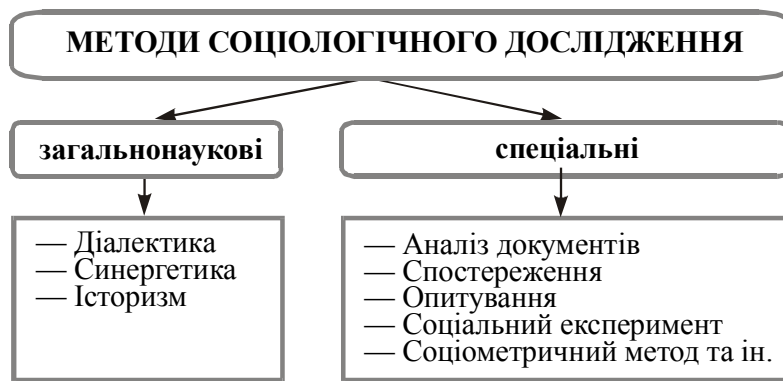 МЕТОДИ СОЦІОЛОГІЧНОГО ДОСЛІДЖЕННЯ
загальнонаукові
спеціальні
— Діалектика
— Синергетика
— Історизм
— Аналіз документів
— Спостереження
— Опитування
— Соціальний експеримент
— Соціометричний метод та ін.